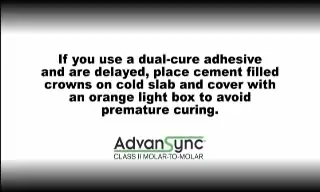 If you use a dual-cure adhesive
and are delayed, place cement filled
crowns on cold slab and cover with
an orange light box to avoid
premature curing.
AdvanSync
CLASS II MOLAR-TO-MOLAR